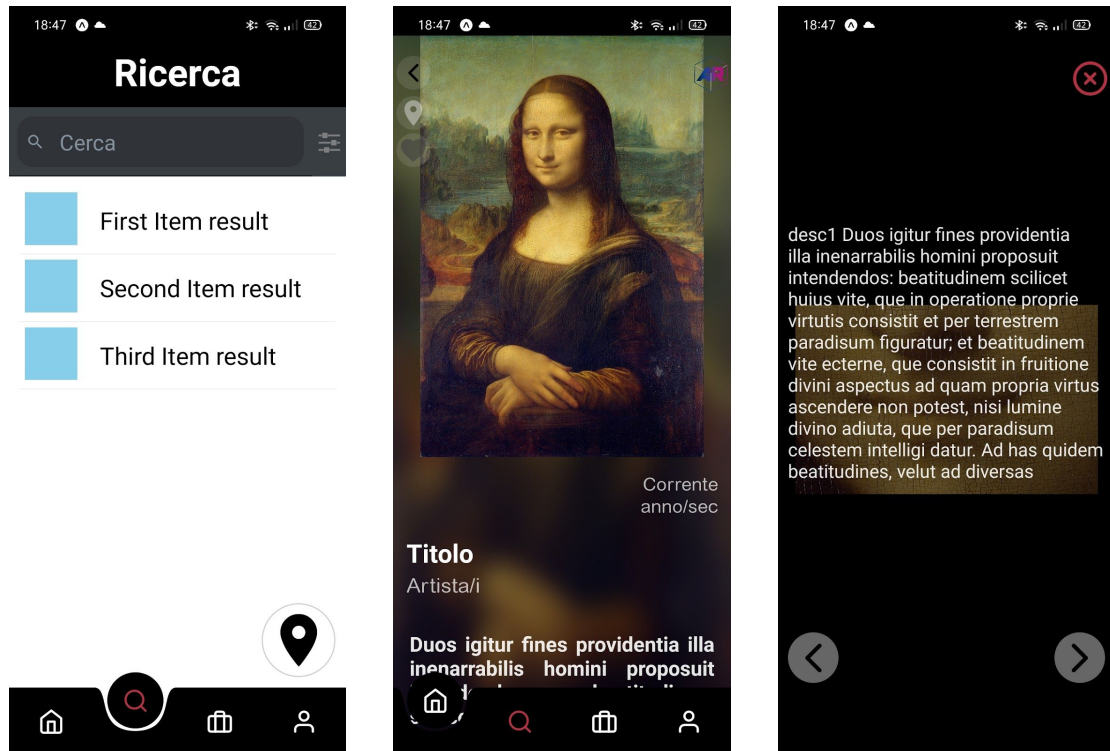 18:47
42
Ricerca
Cerca
First Item result
Second Item result
Third Item result
18:47
42
AR
Corrente
anno/sec
Titolo
Artista/i
Duos igitur fines providentia illa
inenarrabilis homini proposuit
18:47
42
desc1 Duos igitur fines providentia
illa inenarrabilis homini proposuit
intendendos: beatitudinem scilicet
huius vite, que in operatione proprie
virtutis consistit et per terrestrem
paradisum figuratur; et beatitudinem
vite ecterne, que consistit in fruitione
divini aspectus ad quam propria virtus
ascendere non potest, nisi lumine
divino adiuta, que per paradisum
celestem intelligi datur. Ad has quidem
beatitudines, velut ad diversas